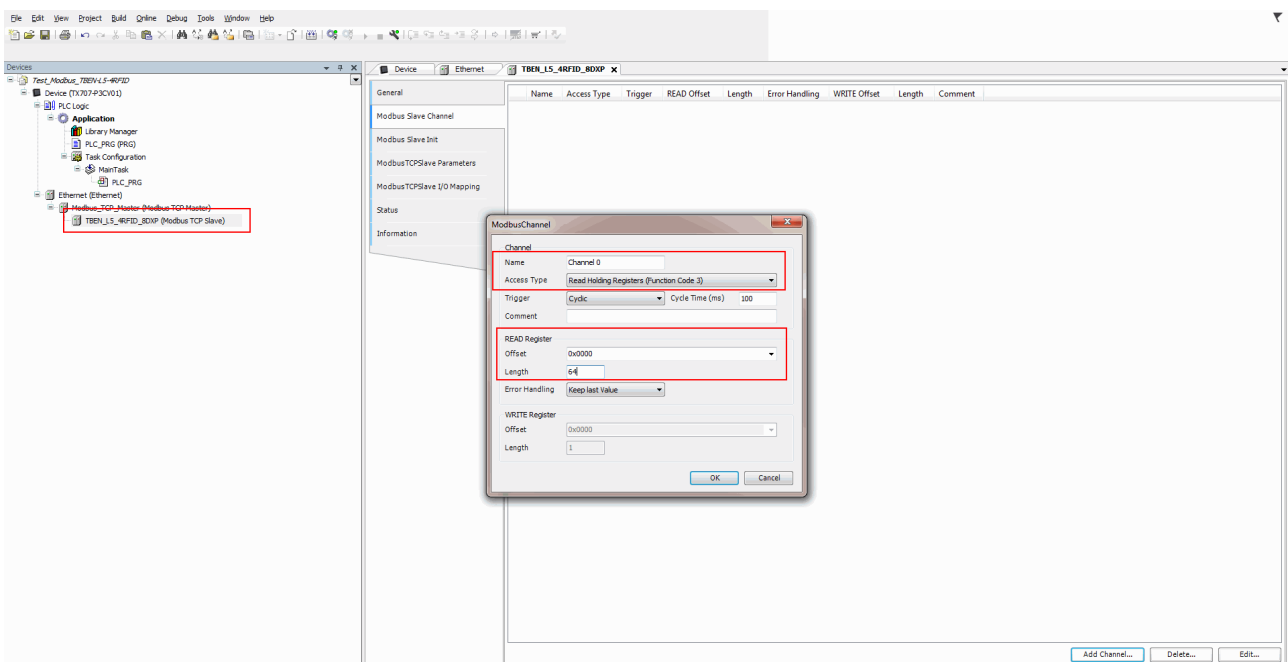 File Edit View Project Build Online Debug Tools Window Help
Devices
Test_Modbus_TBEN-L5-4RFID
Device (TX707-P3CV01)
PLC Logic
Application
Library Manager
PLC_PRG (PRG)
Task Configuration
MainTask
PLC_PRG
Ethernet (Ethernet)
Modbus_TCP_Master (Modbus TCP Master)
TBEN_L5_4RFID_8DXP (Modbus TCP Slave)
Device Ethernet TBEN_L5_4RFID_8DXP X
General
Modbus Slave Channel
Modbus Slave Init
ModbusTCPSlave Parameters
ModbusTCPSlave I/O Mapping
Status
Information
Name Access Type Trigger READ Offset Length Error Handling WRITE Offset Length Comment
ModbusChannel
Channel
Name Channel 0
Access Type Read Holding Registers (Function Code 3)
Trigger Cyclic Cycle Time (ms) 100
Comment
READ Register
Offset 0x0000
Length 64
Error Handling Keep last Value
WRITE Register
Offset 0x0000
Length 1
OK Cancel
Add Channel... Delete... Edit...